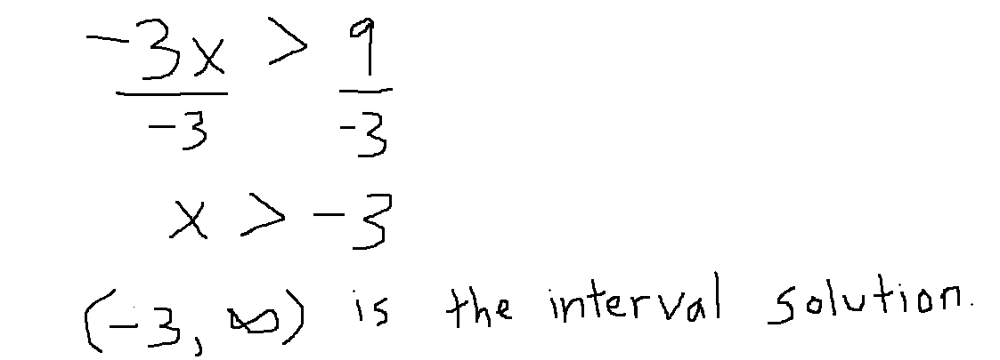 -3x > 9
-3 -3
x > -3
(-3, ∞) is the interval solution.